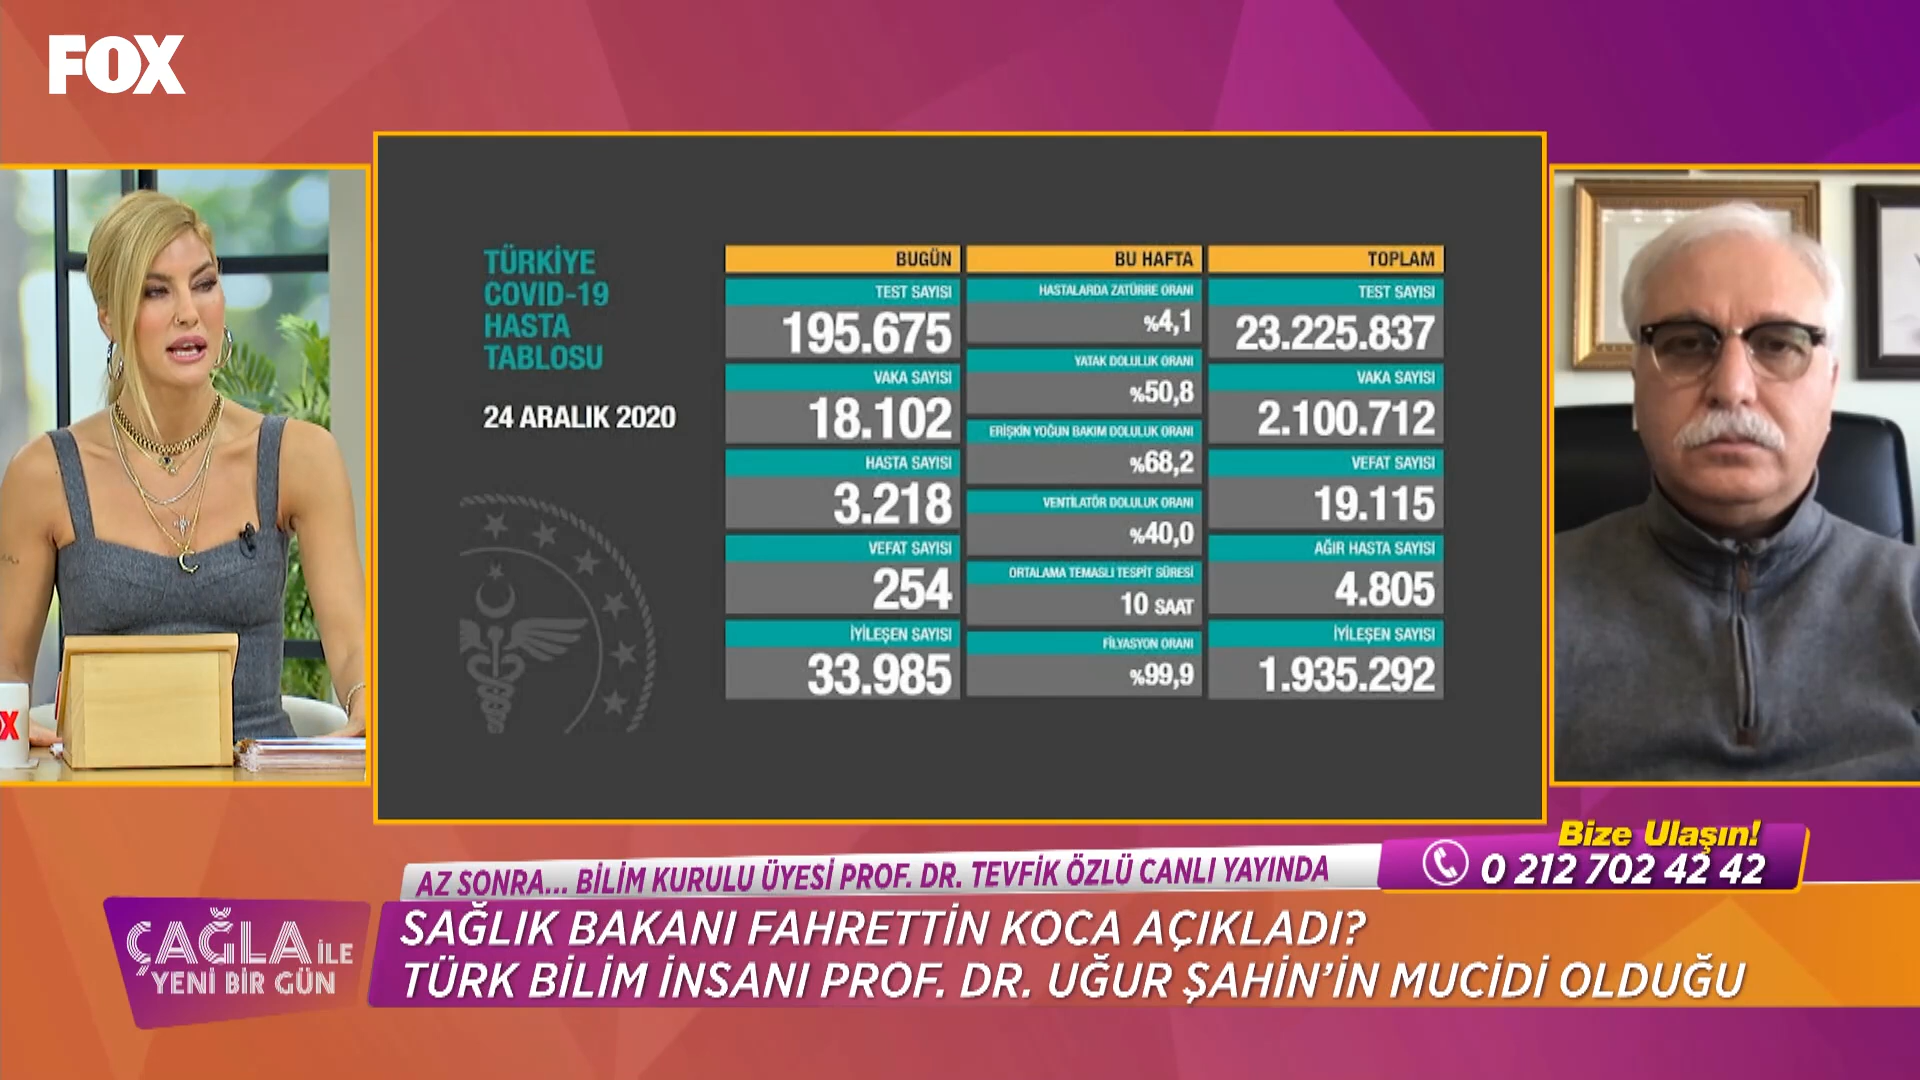 FOX
TÜRKİYE
COVID-19
HASTA
TABLOSU
24 ARALIK 2020
BUGÜN
TEST SAYISI
195.675
VAKA SAYISI
18.102
HASTA SAYISI
3.218
VEFAT SAYISI
254
İYİLEŞEN SAYISI
33.985
BU HAFTA
HASTALARDA ZATÜRRE ORANI
%4,1
YATAK DOLULUK ORANI
%50,8
ERİŞKİN YOĞUN BAKIM DOLULUK ORANI
%68,2
VENTİLATÖR DOLULUK ORANI
%40,0
ORTALAMA TEMASLI TESPİT SÜRESİ
10 SAAT
FİLYASYON ORANI
%99,9
TOPLAM
TEST SAYISI
23.225.837
VAKA SAYISI
2.100.712
VEFAT SAYISI
19.115
AĞIR HASTA SAYISI
4.805
İYİLEŞEN SAYISI
1.935.292
X
Bize Ulaşın!
0 212 702 42 42
AZ SONRA... BİLİM KURULU ÜYESİ PROF. DR. TEVFİK ÖZLÜ CANLI YAYINDA
ÇAĞLA İLE
YENİ BİR GÜN
SAĞLIK BAKANI FAHRETTİN KOCA AÇIKLADI?
TÜRK BİLİM İNSANI PROF. DR. UĞUR ŞAHİN'İN MUCİDİ OLDUĞU